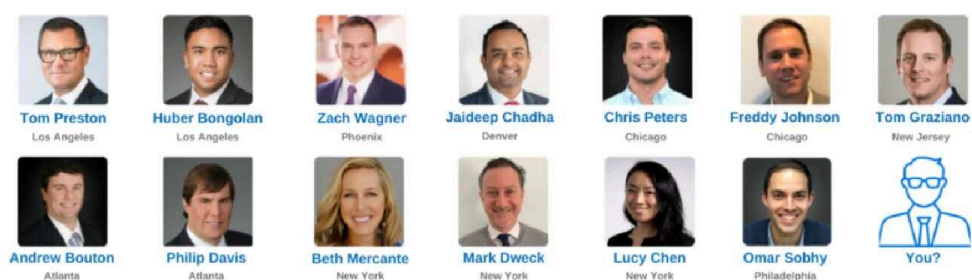 Tom Preston Huber Bongolan Zach Wagner Jaideep Chadha Chris Peters Freddy Johnson Tom Graziano
Los Angeles Los Angeles Phoenix Denver Chicago Chicago New Jersey
Andrew Bouton Philip Davis Beth Mercante Mark Dweck Lucy Chen Omar Sobhy You?
Atlanta Atlanta New York New York New York Philadelphia